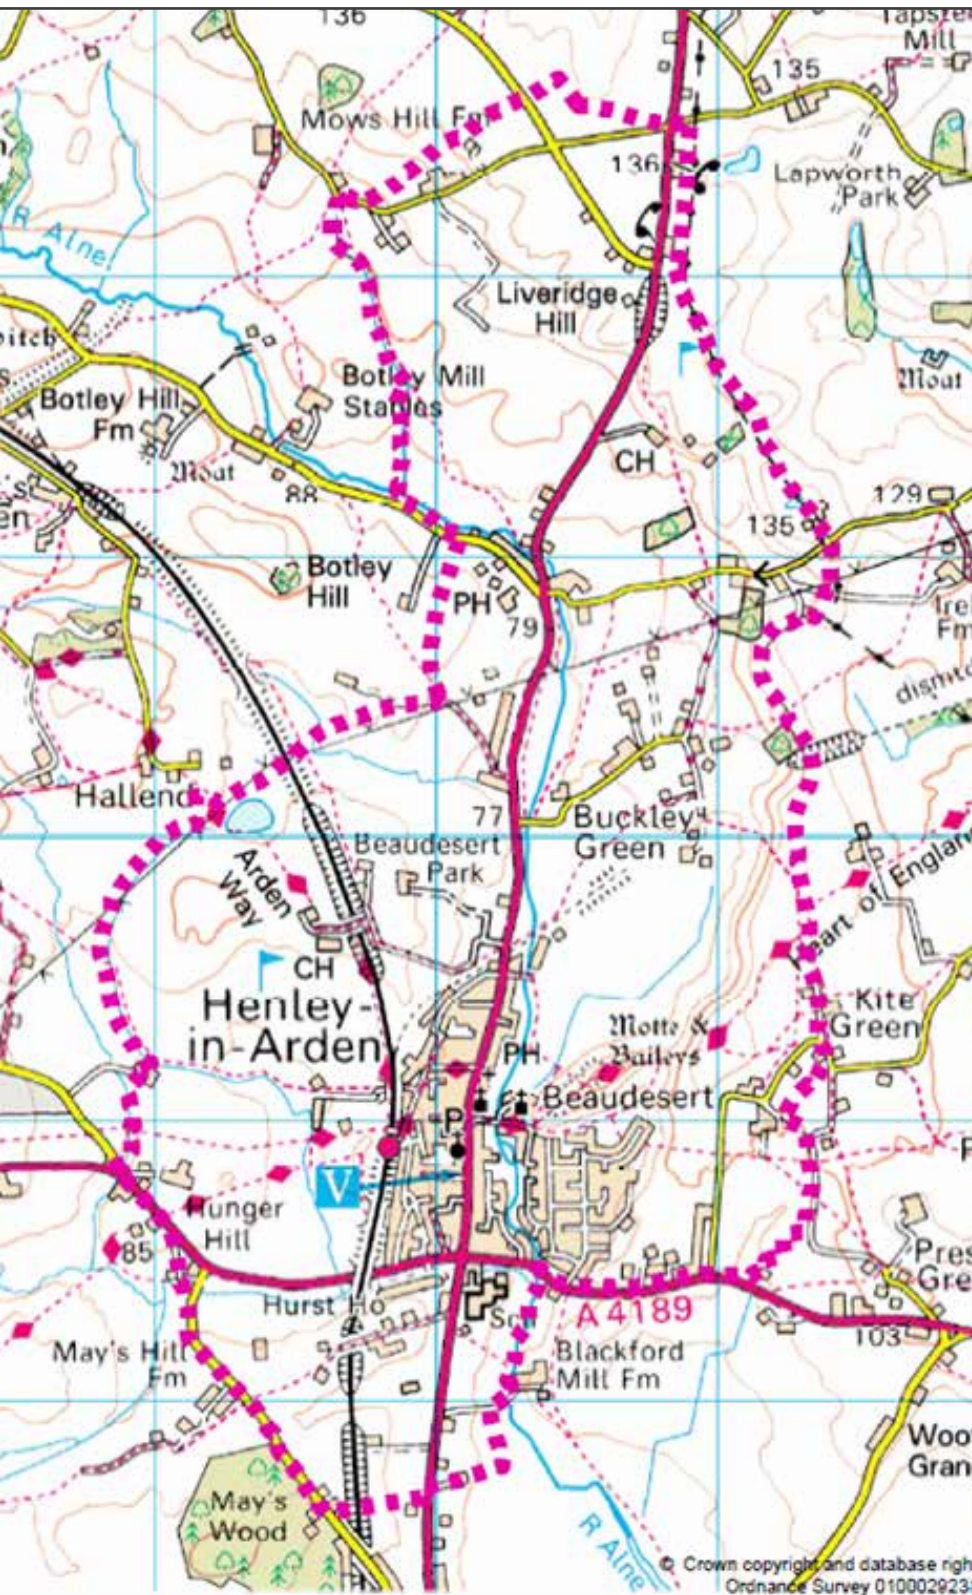 136
Tapster
Mill
135
Mows Hill Fm
136
Lapworth
Park
R Alne
Liveridge
Hill
Moat
Botley Mill
Stables
Botley Hill
Fm
CH
Moat
88
129
135
Botley
Hill
PH
79
Fm
Hallend
77
Buckley
Green
Beaudesert
Park
Arden
Way
Heart of England
CH
Henley-
in-Arden
Kite
Green
Motte &
Baileys
PH
Beaudesert
P
V
Hunger
Hill
85
Hurst Ho
Sch
A 4189
103
May's Hill
Fm
Blackford
Mill Fm
May's
Wood
R Alne
© Crown copyright and database righ
Ordnance Survey 010002923